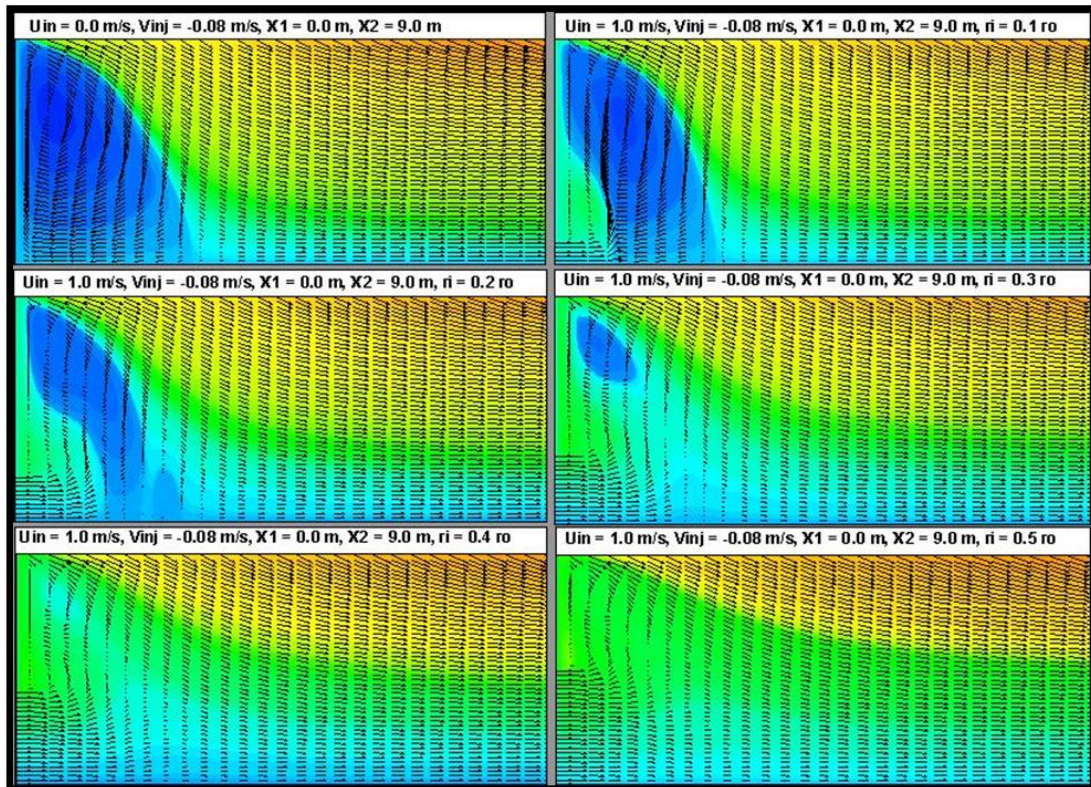 Uin = 0.0 m/s, Vinj = -0.08 m/s, X1 = 0.0 m, X2 = 9.0 m
Uin = 1.0 m/s, Vinj = -0.08 m/s, X1 = 0.0 m, X2 = 9.0 m, ri = 0.1 ro
Uin = 1.0 m/s, Vinj = -0.08 m/s, X1 = 0.0 m, X2 = 9.0 m, ri = 0.2 ro
Uin = 1.0 m/s, Vinj = -0.08 m/s, X1 = 0.0 m, X2 = 9.0 m, ri = 0.3 ro
Uin = 1.0 m/s, Vinj = -0.08 m/s, X1 = 0.0 m, X2 = 9.0 m, ri = 0.4 ro
Uin = 1.0 m/s, Vinj = -0.08 m/s, X1 = 0.0 m, X2 = 9.0 m, ri = 0.5 ro